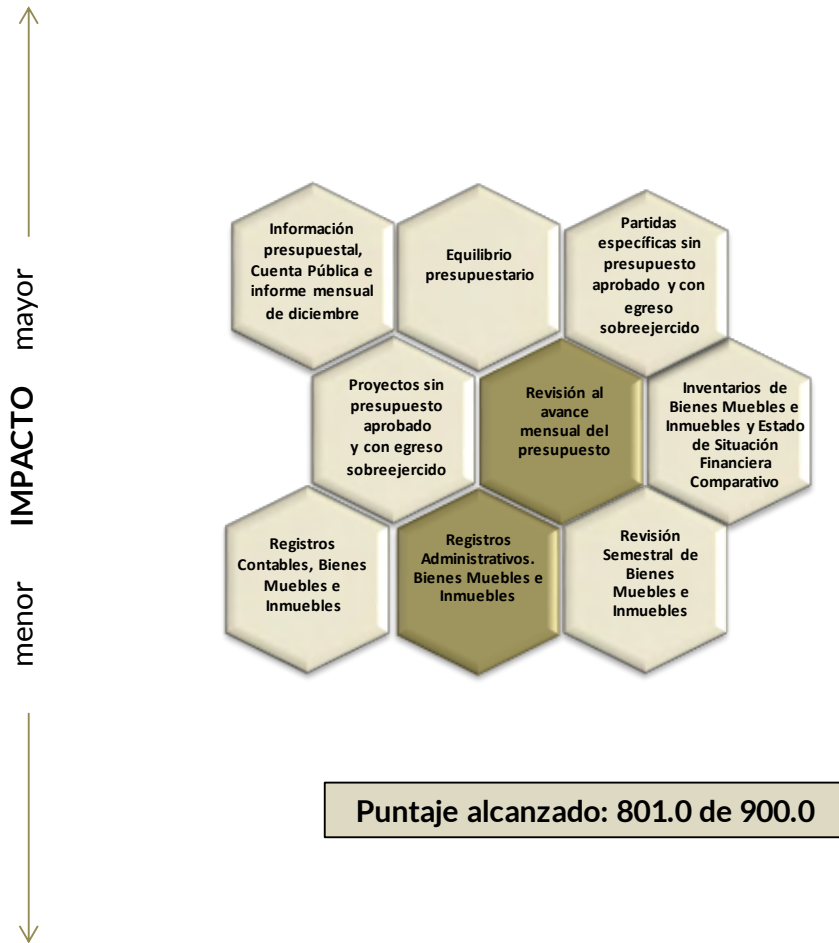 mayor
IMPACTO
menor
Información
presupuestal,
Cuenta Pública e
informe mensual
de diciembre
Equilibrio
presupuestario
Partidas
específicas sin
presupuesto
aprobado y con
egreso
sobreejercido
Proyectos sin
presupuesto
aprobado
y con egreso
sobreejercido
Revisión al
avance
mensual del
presupuesto
Inventarios de
Bienes Muebles e
Inmuebles y Estado
de Situación
Financiera
Comparativo
Registros
Contables, Bienes
Muebles e
Inmuebles
Registros
Administrativos.
Bienes Muebles e
Inmuebles
Revisión
Semestral de
Bienes
Muebles e
Inmuebles
Puntaje alcanzado: 801.0 de 900.0